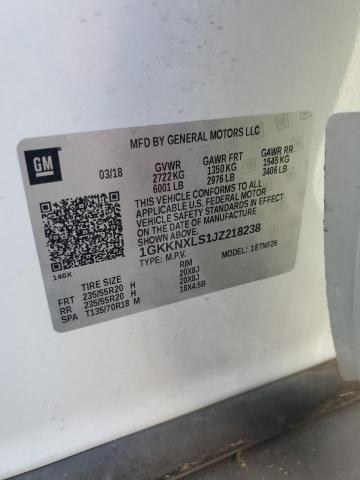 MFD BY GENERAL MOTORS LLC
GM
03/18 GVWR GAWR FRT GAWR RR
2722 KG 1350 KG 1545 KG
6001 LB 2976 LB 3406 LB
THIS VEHICLE CONFORMS TO ALL
APPLICABLE U.S. FEDERAL MOTOR
VEHICLE SAFETY STANDARDS IN
EFFECT ON THE DATE OF
MANUFACTURE SHOWN ABOVE.
1GKKNXLS1JZ218238
TYPE: M.P.V. 18TNF26
140X
TIRE SIZE RIM
FRT 235/55R20 H 20X8J
RR 235/55R20 H 20X8J
SPA T135/70R18 M 18X4.5B